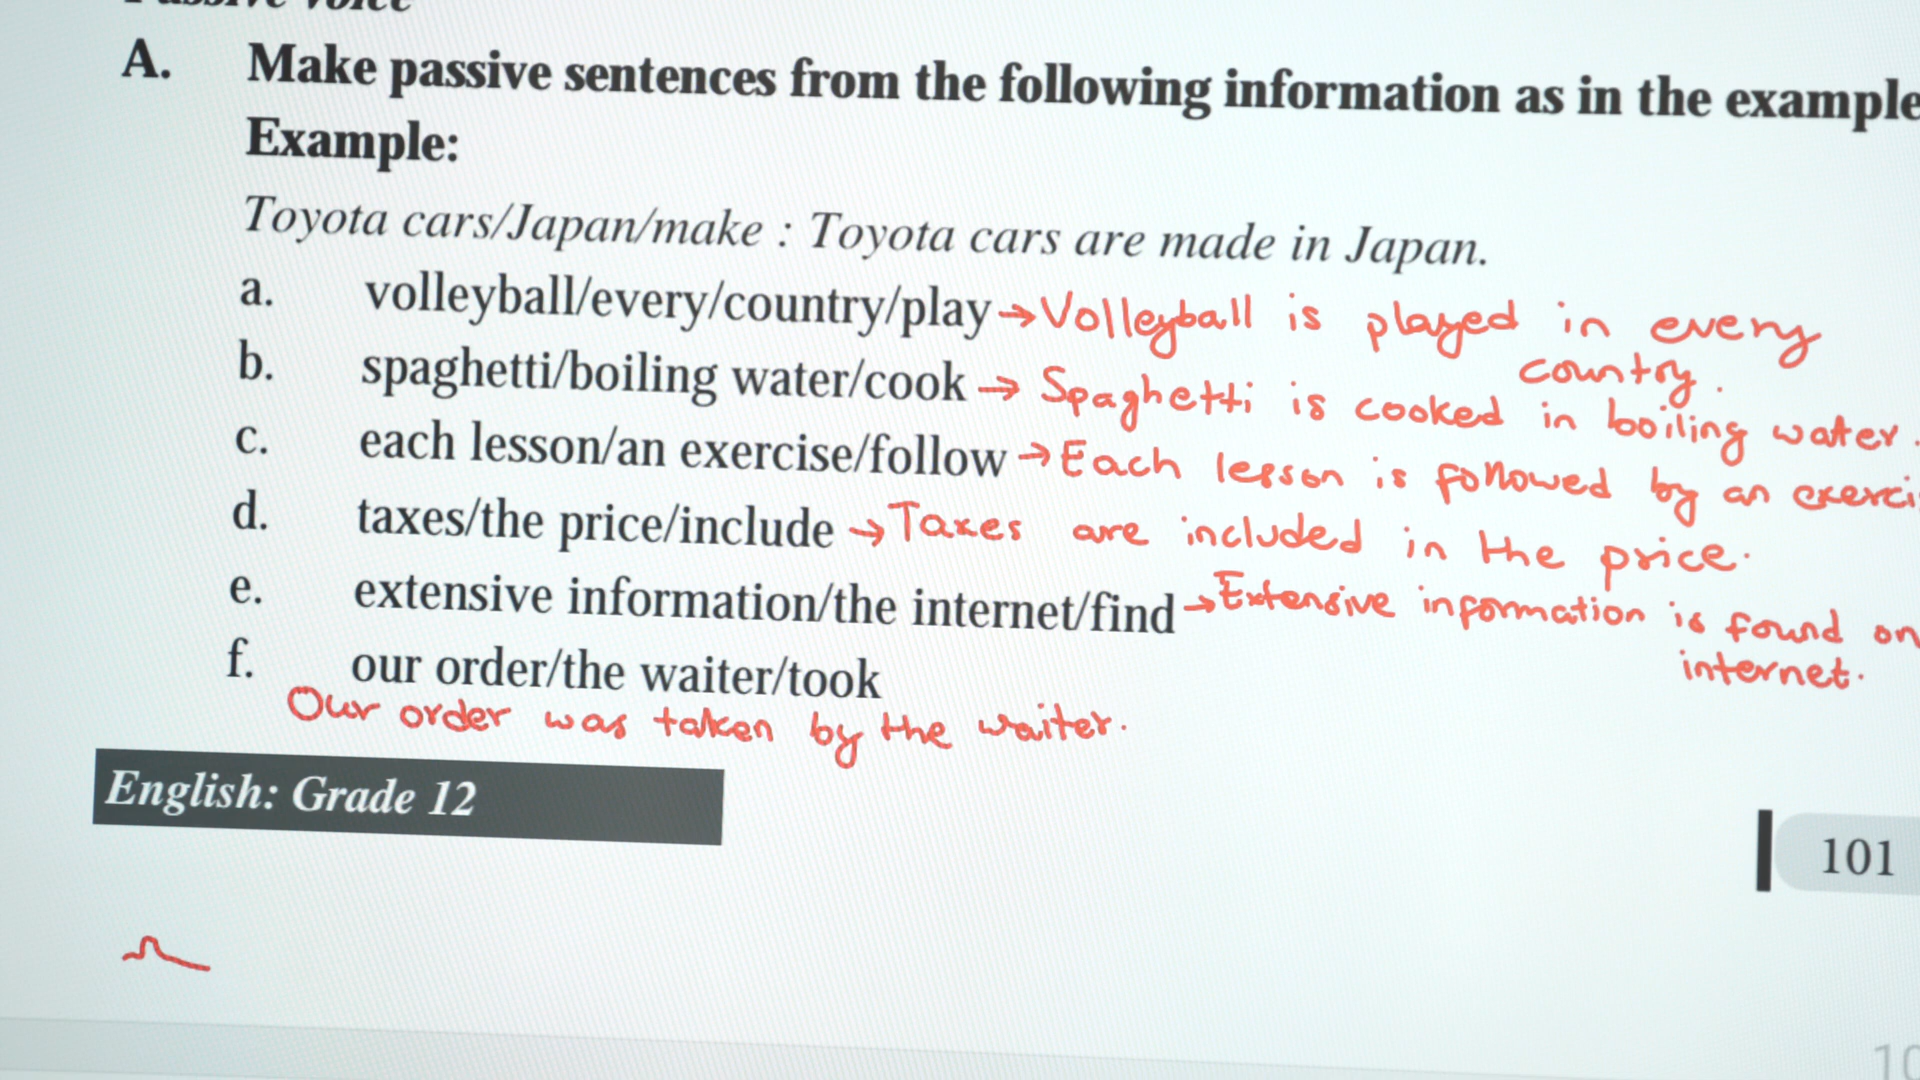 Passive voice
A. Make passive sentences from the following information as in the example
Example:
Toyota cars/Japan/make : Toyota cars are made in Japan.
a. volleyball/every/country/play →Volleyball is played in every
country.
b. spaghetti/boiling water/cook → Spaghetti is cooked in boiling water.
c. each lesson/an exercise/follow →Each lesson is followed by an exerci
d. taxes/the price/include →Taxes are included in the price.
e. extensive information/the internet/find →Extensive information is found on
internet.
f. our order/the waiter/took
Our order was taken by the waiter.
English: Grade 12
101
10